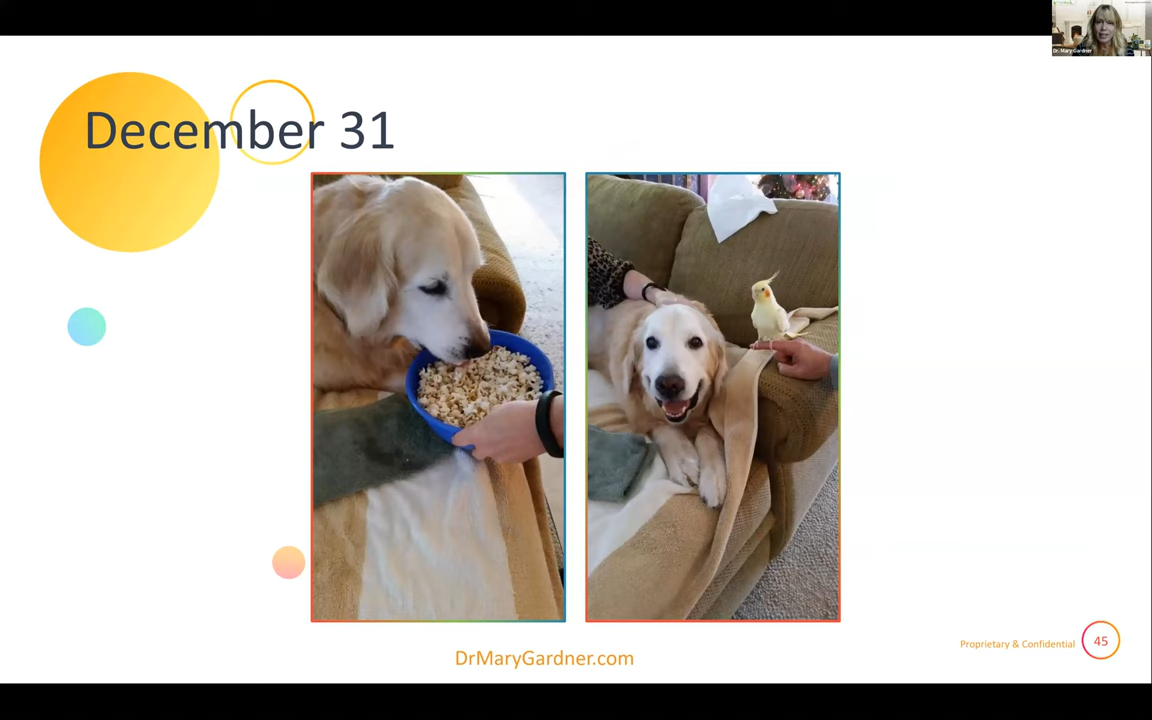 Dr. Mary Gardner
December 31
Proprietary & Confidential
45
DrMaryGardner.com